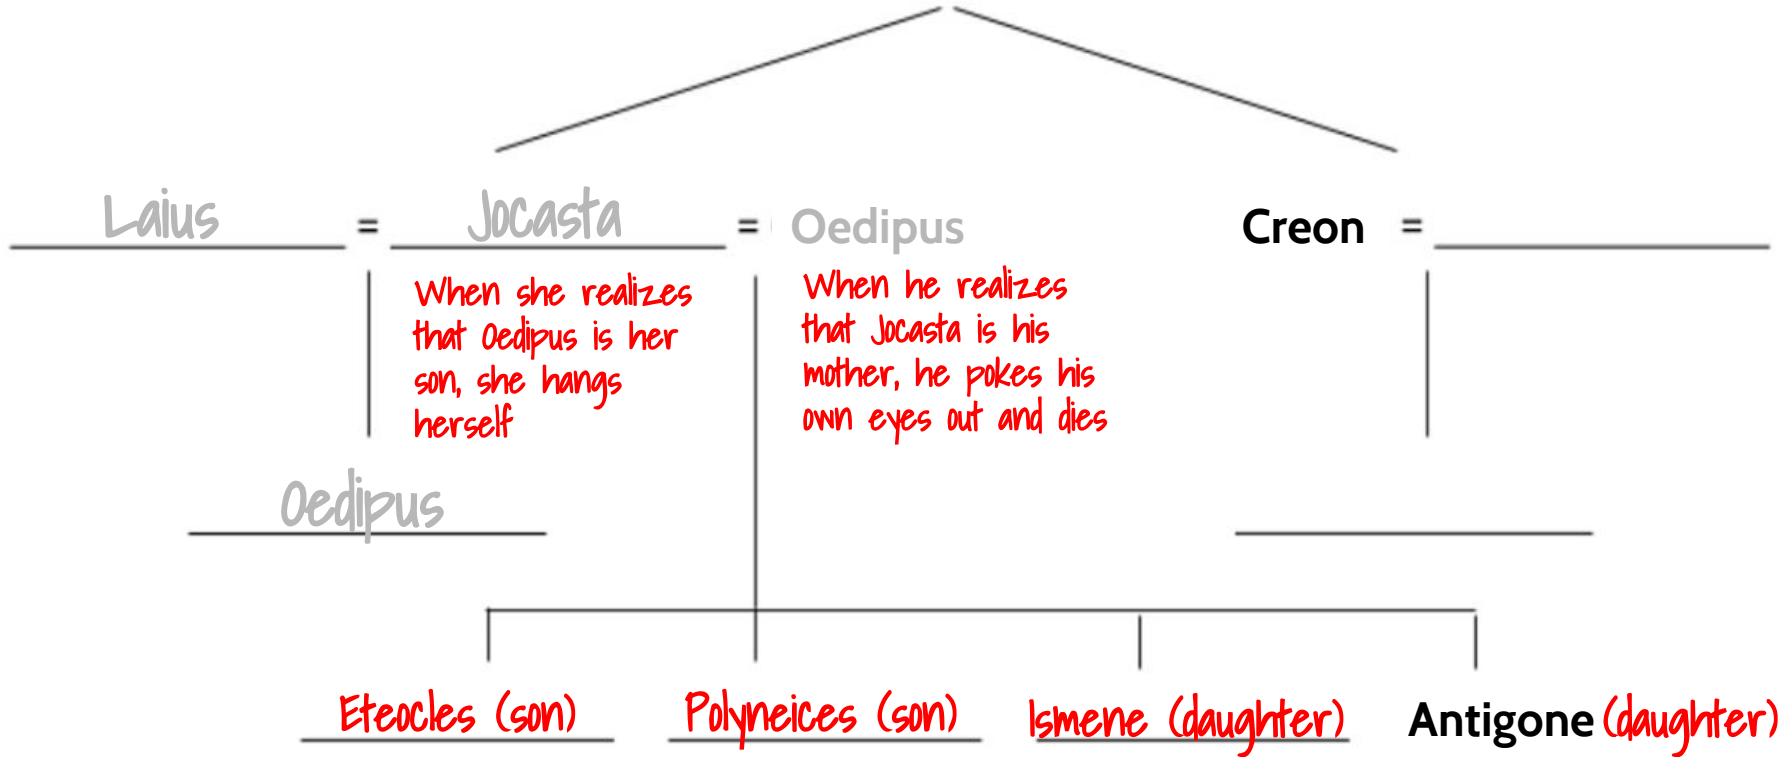 Laius = Jocasta = Oedipus Creon =
When she realizes
that Oedipus is her
son, she hangs
herself
When he realizes
that Jocasta is his
mother, he pokes his
own eyes out and dies
Oedipus
Eteocles (son) Polyneices (son) Ismene (daughter) Antigone (daughter)